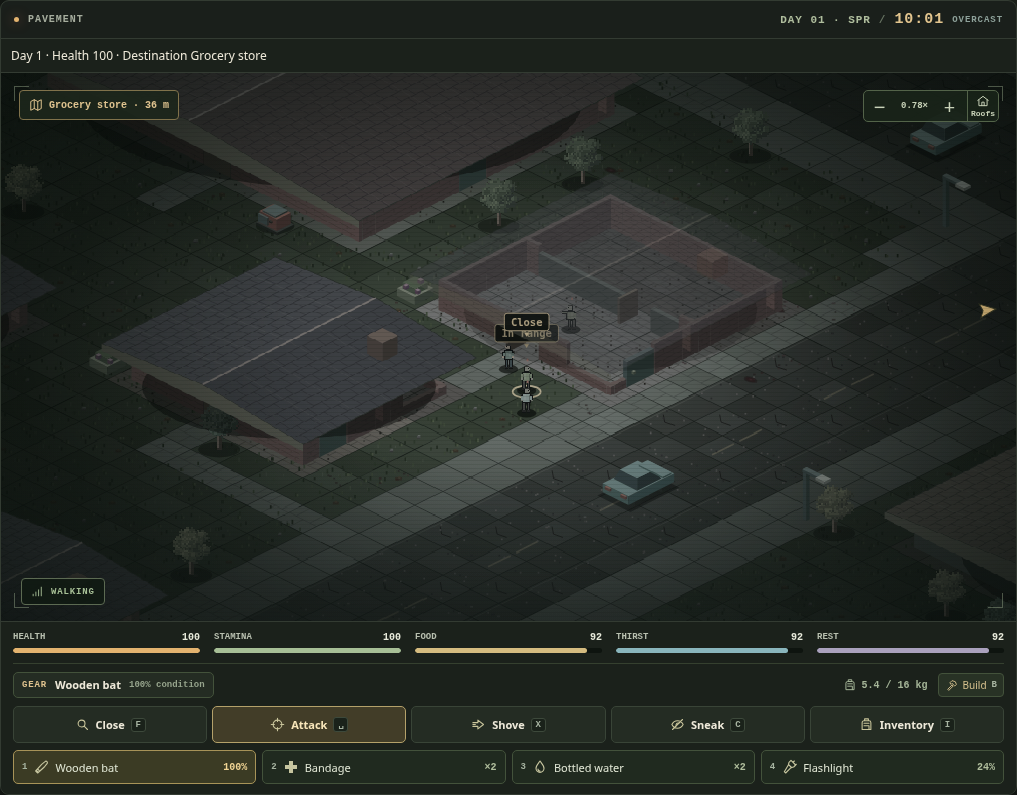 PAVEMENT
DAY 01 · SPR / 10:01 OVERCAST
Day 1 · Health 100 · Destination Grocery store
Grocery store · 36 m
− 0.78× + Roofs
Close
In range
WALKING
HEALTH 100 STAMINA 100 FOOD 92 THIRST 92 REST 92
GEAR Wooden bat 100% condition 5.4 / 16 kg Build B
Close F Attack ␣ Shove X Sneak C Inventory I
1 Wooden bat 100% 2 Bandage ×2 3 Bottled water ×2 4 Flashlight 24%